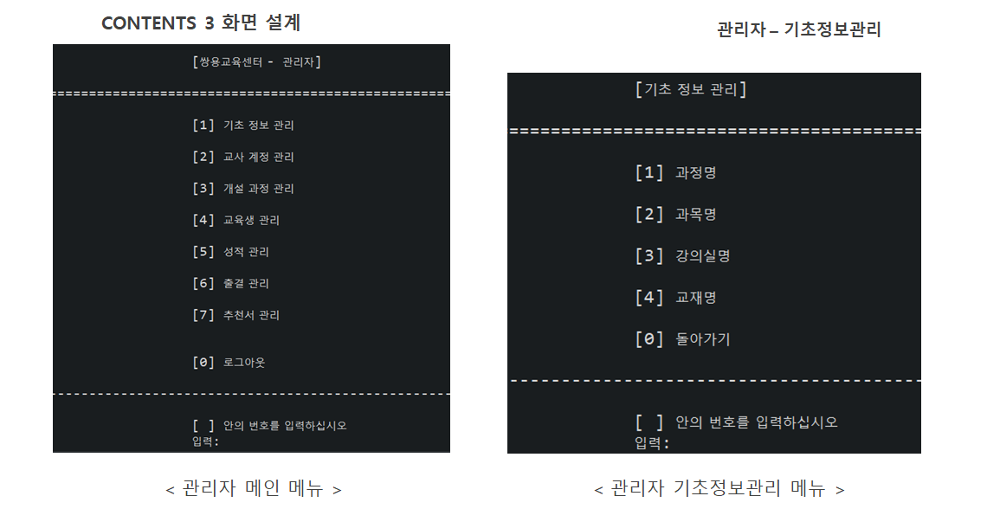 CONTENTS 3 화면 설계
[쌍용교육센터 - 관리자]
======================================================
[1] 기초 정보 관리
[2] 교사 계정 관리
[3] 개설 과정 관리
[4] 교육생 관리
[5] 성적 관리
[6] 출결 관리
[7] 추천서 관리
[0] 로그아웃
------------------------------------------------------
[ ] 안의 번호를 입력하십시오
입력:
< 관리자 메인 메뉴 >
관리자 – 기초정보관리
[기초 정보 관리]
========================================
[1] 과정명
[2] 과목명
[3] 강의실명
[4] 교재명
[0] 돌아가기
----------------------------------------
[ ] 안의 번호를 입력하십시오
입력:
< 관리자 기초정보관리 메뉴 >